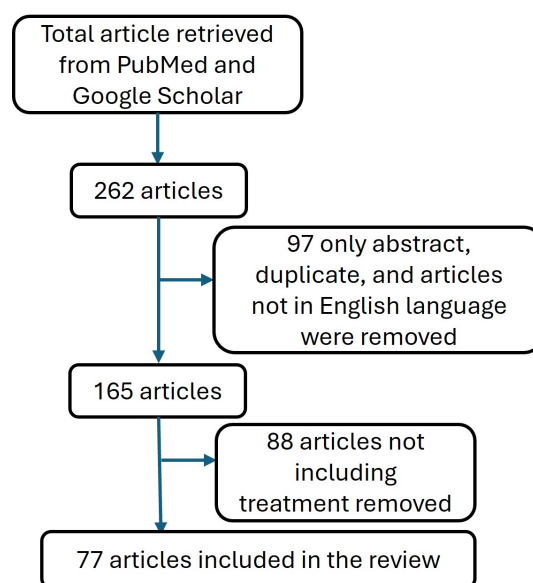 Total article retrieved
from PubMed and
Google Scholar
262 articles
97 only abstract,
duplicate, and articles
not in English language
were removed
165 articles
88 articles not
including
treatment removed
77 articles included in the review